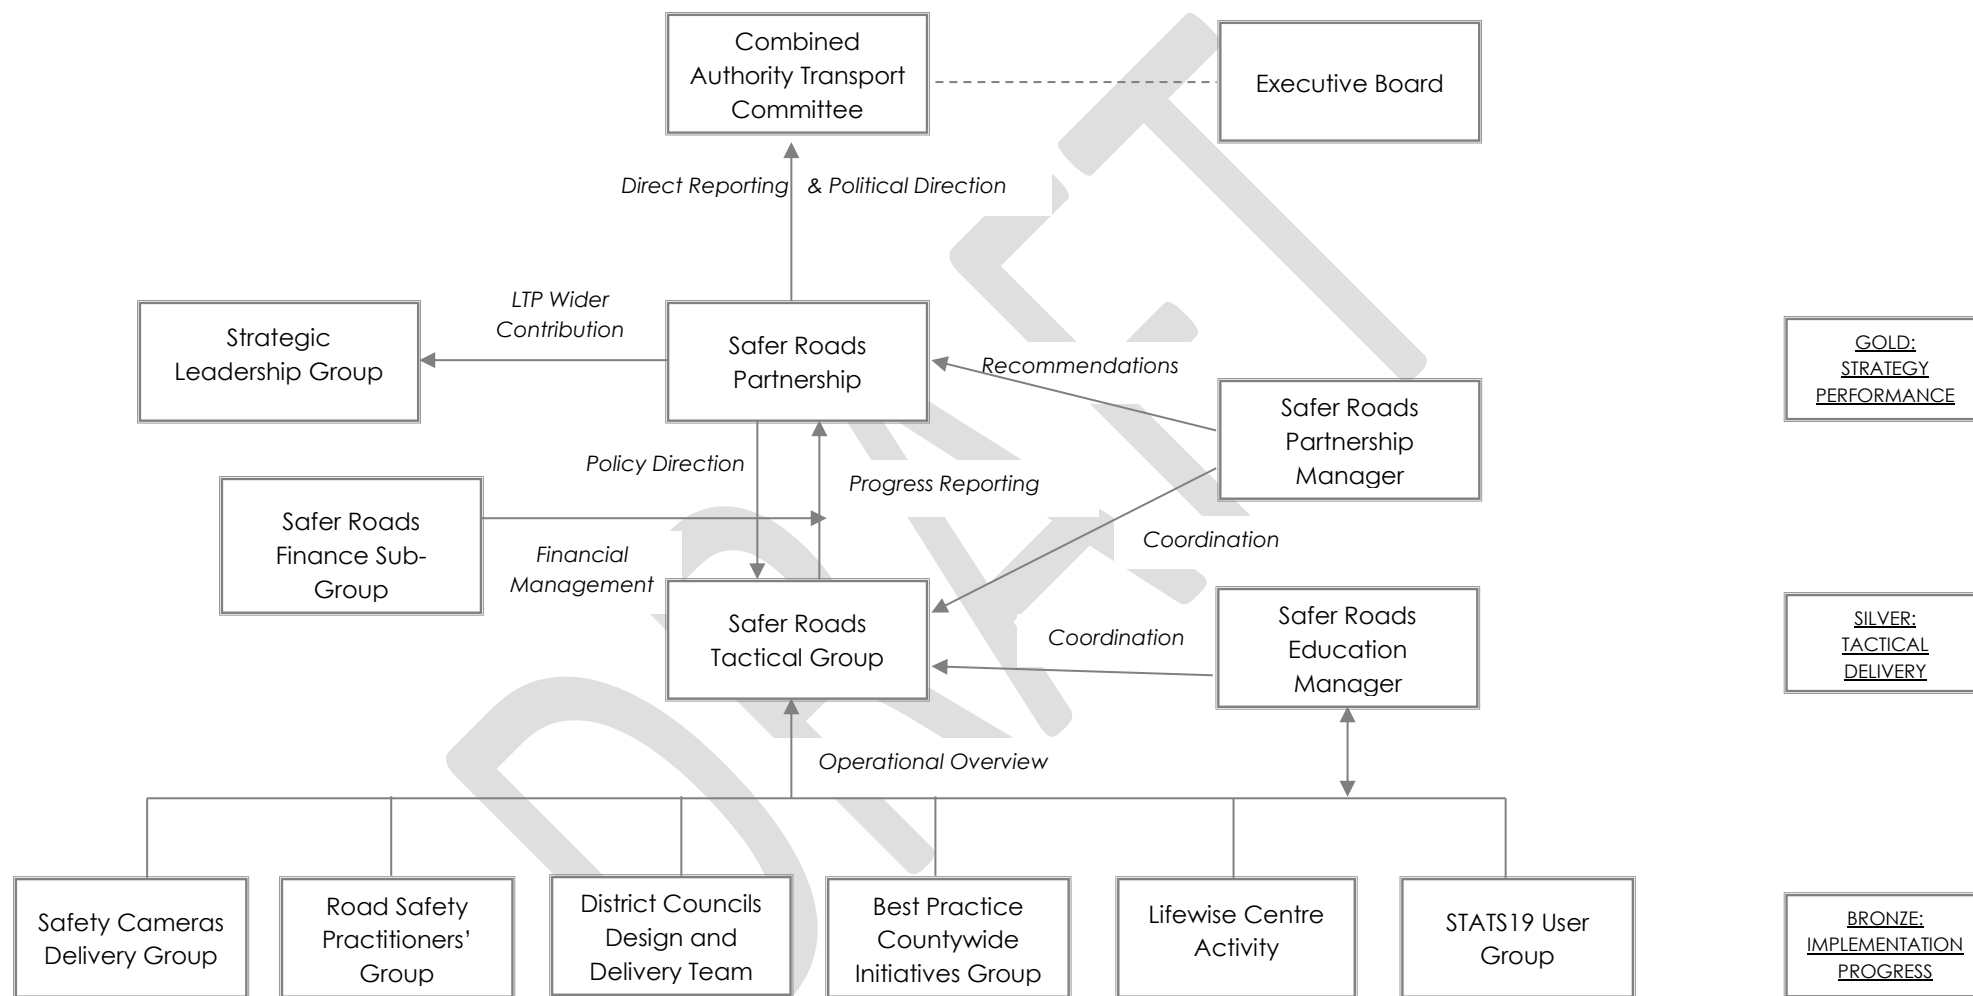 Combined
Authority Transport
Committee
Executive Board
Direct Reporting & Political Direction
LTP Wider
Contribution
Strategic
Leadership Group
Safer Roads
Partnership
Recommendations
Safer Roads
Partnership
Manager
GOLD:
STRATEGY
PERFORMANCE
Policy Direction
Progress Reporting
Safer Roads
Finance Sub-
Group
Financial
Management
Coordination
Safer Roads
Tactical Group
Coordination
Safer Roads
Education
Manager
SILVER:
TACTICAL
DELIVERY
Operational Overview
Safety Cameras
Delivery Group
Road Safety
Practitioners’
Group
District Councils
Design and
Delivery Team
Best Practice
Countywide
Initiatives Group
Lifewise Centre
Activity
STATS19 User
Group
BRONZE:
IMPLEMENTATION
PROGRESS
DRAFT